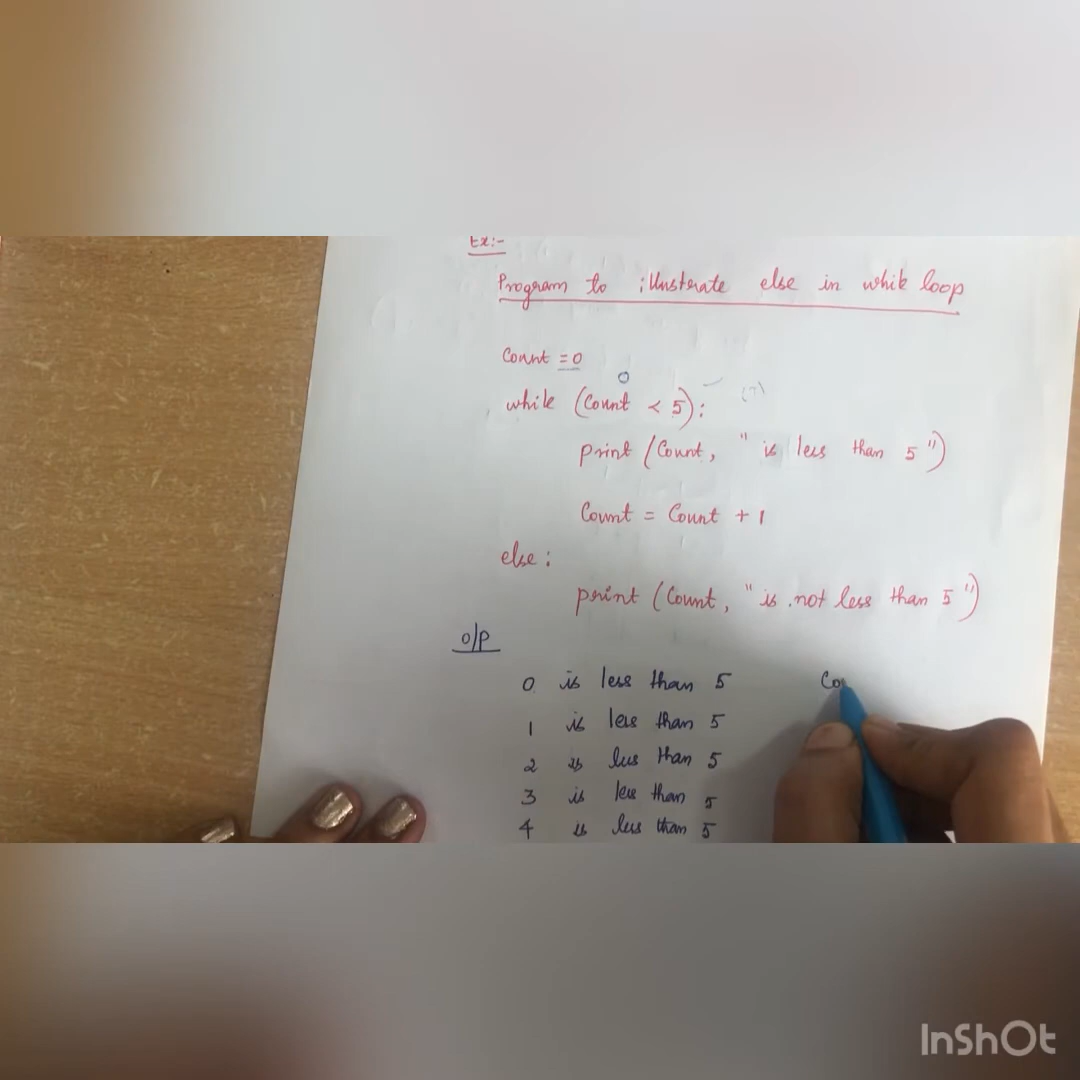 Ex:-
Program to illustrate else in while loop
Count = 0
0
while (Count < 5): (T)
print (Count, " is less than 5 ")
Count = Count + 1
else :
print (Count, " is not less than 5 ")
O/P
0 is less than 5 Co
1 is less than 5
2 is less than 5
3 is less than 5
4 is less than 5
InShOt